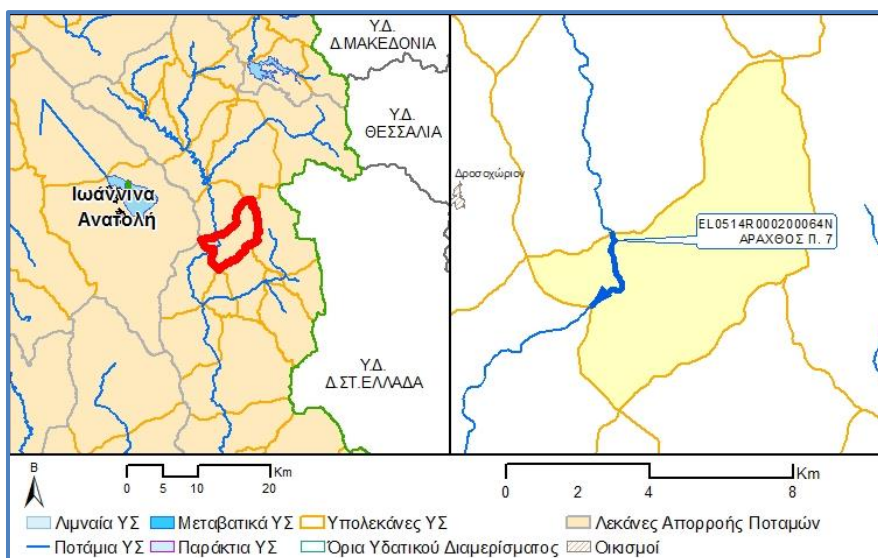 Υ.Δ.
Δ.ΜΑΚΕΔΟΝΙΑ
Υ.Δ.
ΘΕΣΣΑΛΙΑ
Ιωάννινα
Ανατολή
Υ.Δ.
Δ.ΣΤ.ΕΛΛΑΔΑ
Δροσοχώριον
EL0514R000200064N
ΑΡΑΧΘΟΣ Π. 7
Β
Km
0 5 10 20
Km
0 2 4 8
Λιμναία ΥΣ Μεταβατικά ΥΣ Υπολεκάνες ΥΣ Λεκάνες Απορροής Ποταμών
Ποτάμια ΥΣ Παράκτια ΥΣ Όρια Υδατικού Διαμερίσματος Οικισμοί